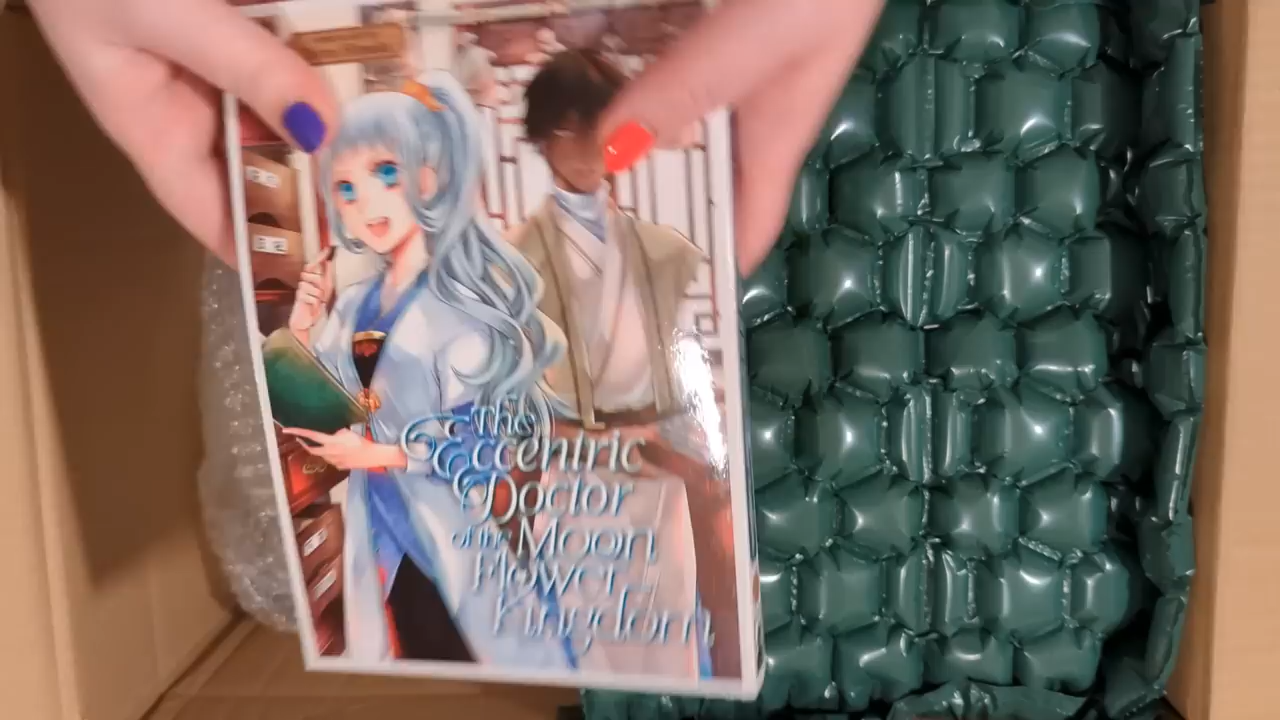 The
Eccentric
Doctor
of the Moon
Flower
Kingdom